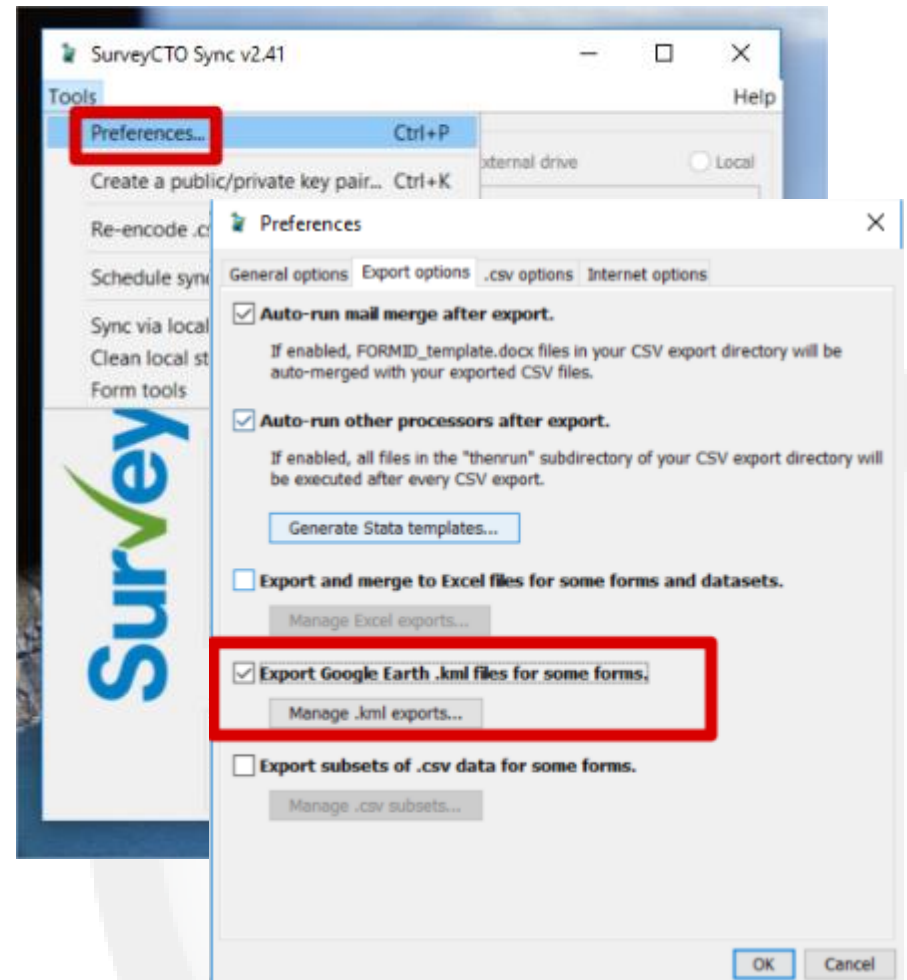 SurveyCTO Sync v2.41
Tools Help
Preferences... Ctrl+P
xternal drive Local
Create a public/private key pair... Ctrl+K
Re-encode .c
Preferences
Schedule syn
General options Export options .csv options Internet options
Sync via local
Clean local st
Form tools
Auto-run mail merge after export.
If enabled, FORMID_template.docx files in your CSV export directory will be
auto-merged with your exported CSV files.
Auto-run other processors after export.
If enabled, all files in the "thenrun" subdirectory of your CSV export directory will
be executed after every CSV export.
Generate Stata templates...
Export and merge to Excel files for some forms and datasets.
Manage Excel exports...
Export Google Earth .kml files for some forms.
Manage .kml exports...
Export subsets of .csv data for some forms.
Manage .csv subsets...
OK Cancel
Survey